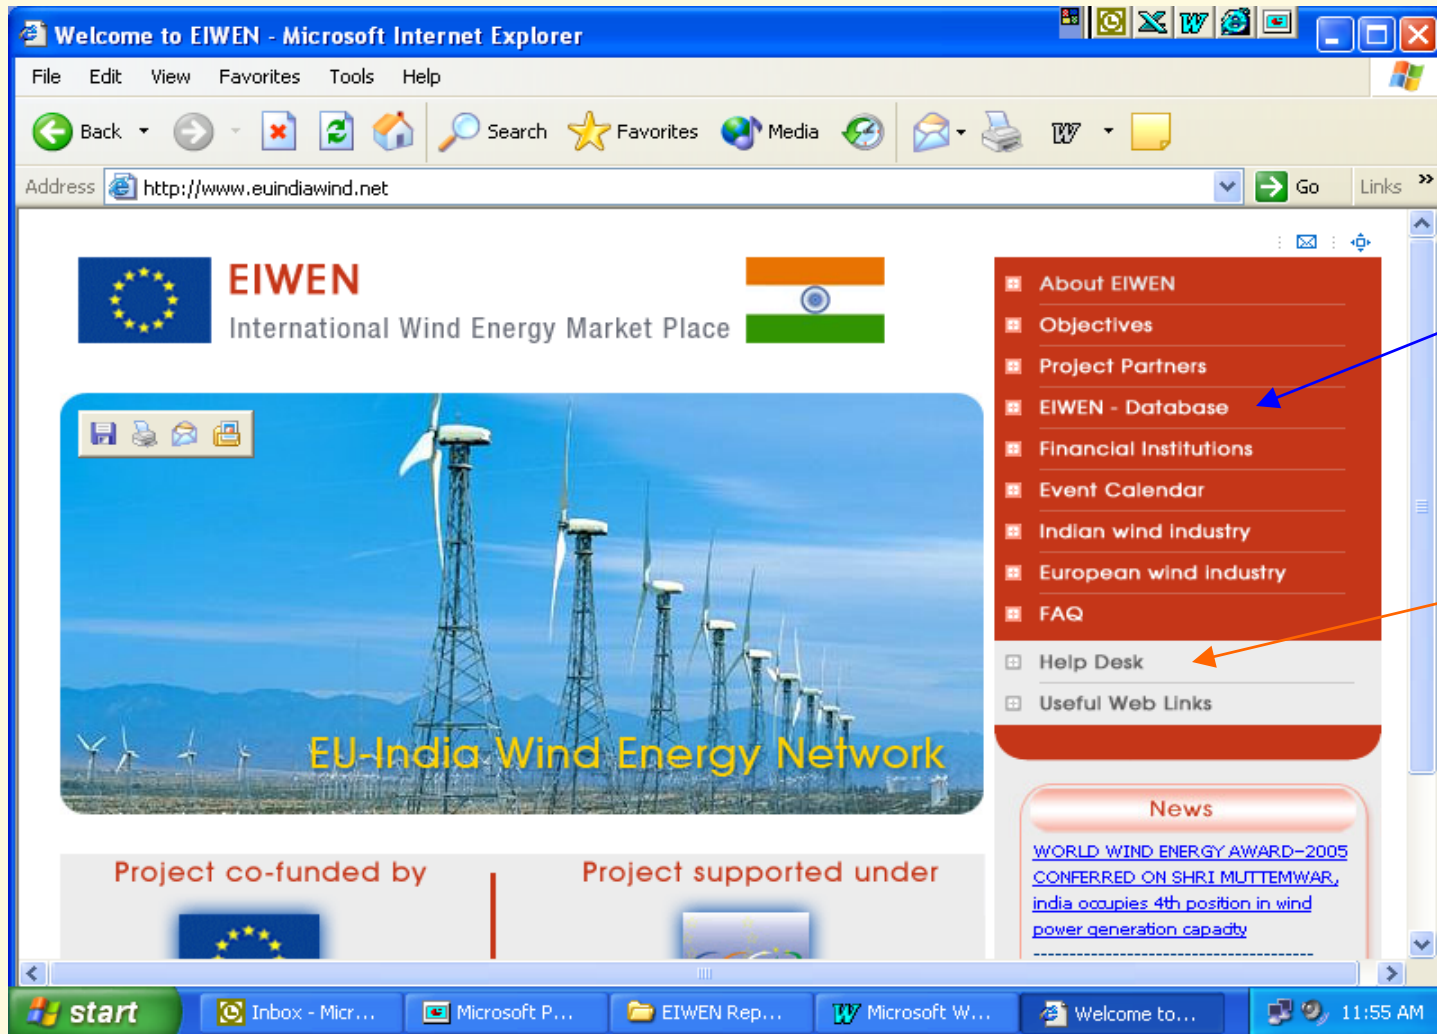 Welcome to EIWEN - Microsoft Internet Explorer
File Edit View Favorites Tools Help
Back Search Favorites Media
Address http://www.euindiawind.net Go Links »
EIWEN
International Wind Energy Market Place
About EIWEN
Objectives
Project Partners
EIWEN - Database
Financial Institutions
Event Calendar
Indian wind industry
European wind industry
FAQ
Help Desk
Useful Web Links
EU-India Wind Energy Network
News
WORLD WIND ENERGY AWARD-2005
CONFERRED ON SHRI MUTTEMWAR,
india occupies 4th position in wind
power generation capacity
---------------------------------------
Project co-funded by
Project supported under
start Inbox - Micr... Microsoft P... EIWEN Rep... Microsoft W... Welcome to... 11:55 AM